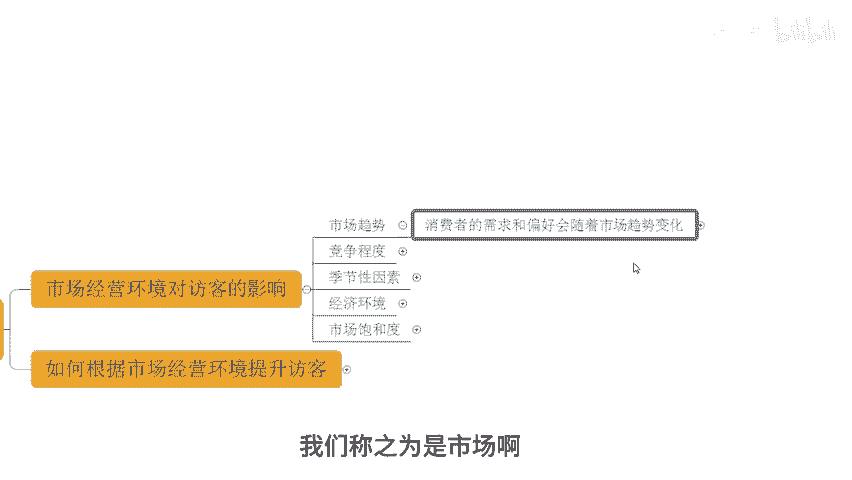 bilibili
市场趋势
消费者的需求和偏好会随着市场趋势变化
竞争程度
市场经营环境对访客的影响
季节性因素
经济环境
市场饱和度
如何根据市场经营环境提升访客
我们称之为是市场啊